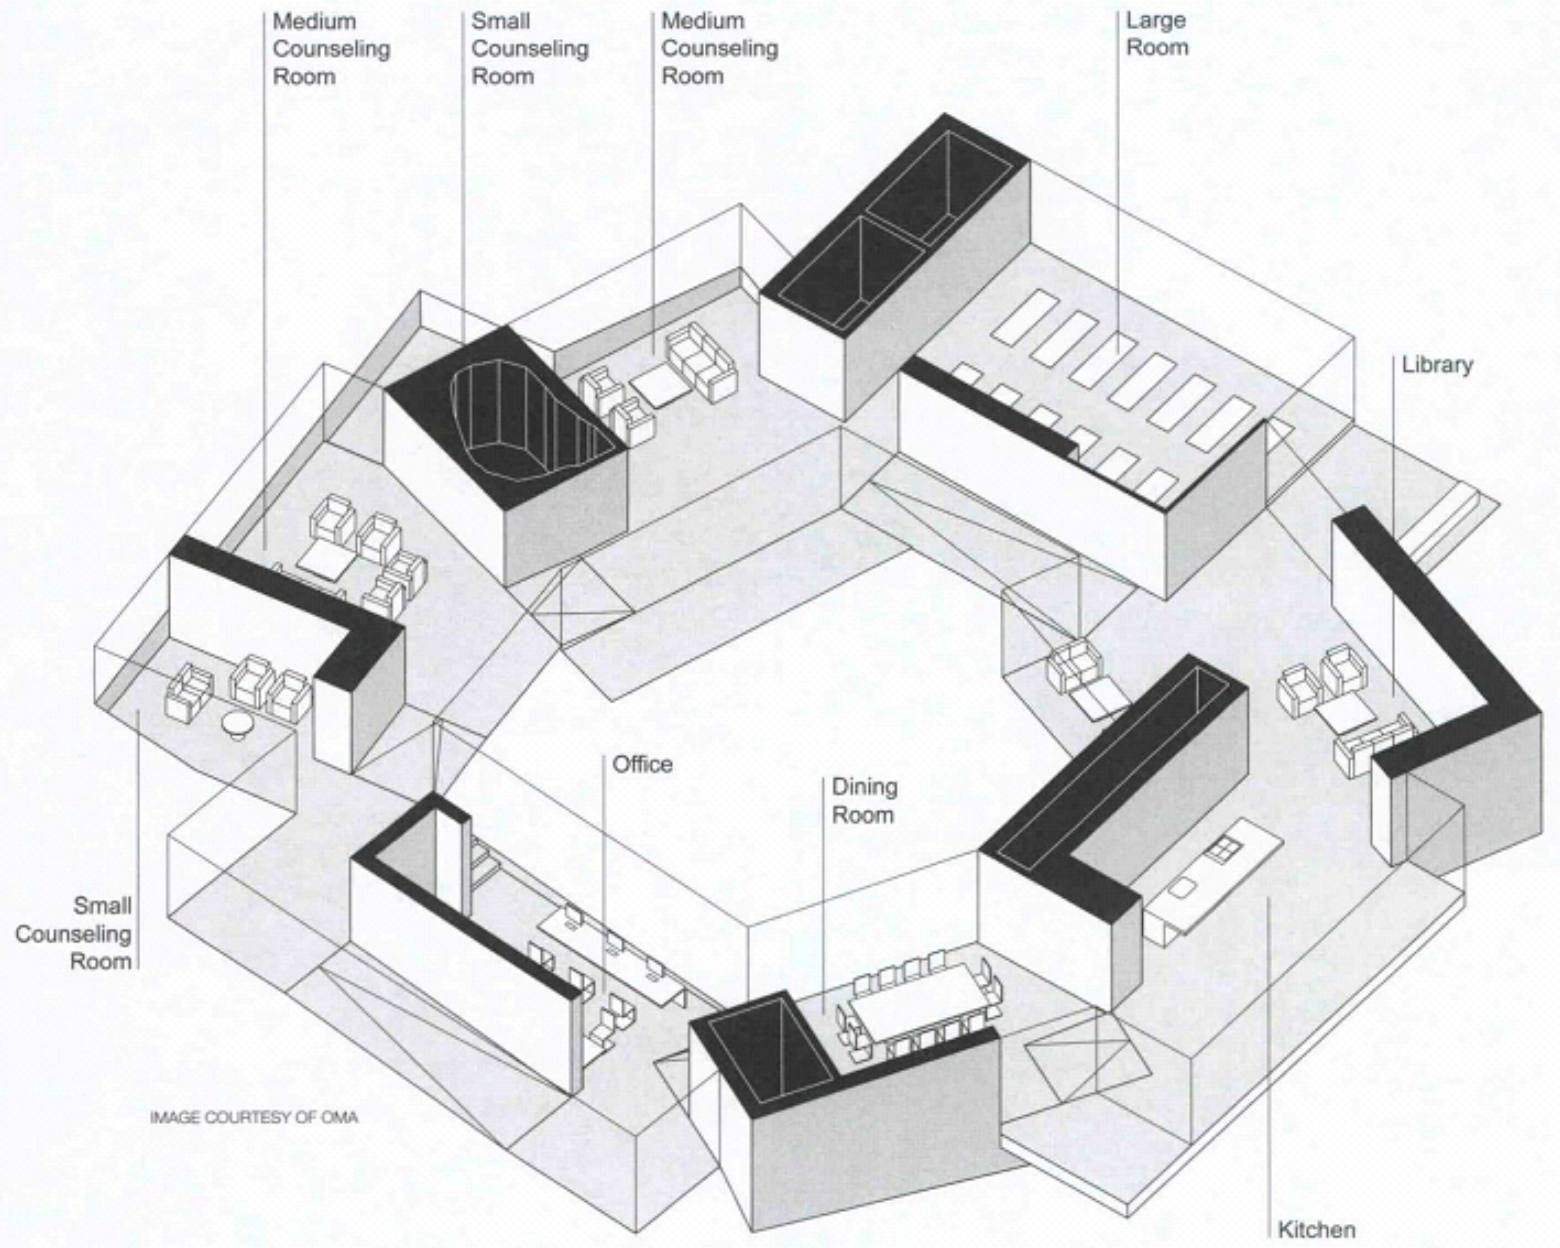 Medium
Counseling
Room
Small
Counseling
Room
Medium
Counseling
Room
Large
Room
Library
Office
Dining
Room
Small
Counseling
Room
IMAGE COURTESY OF OMA
Kitchen